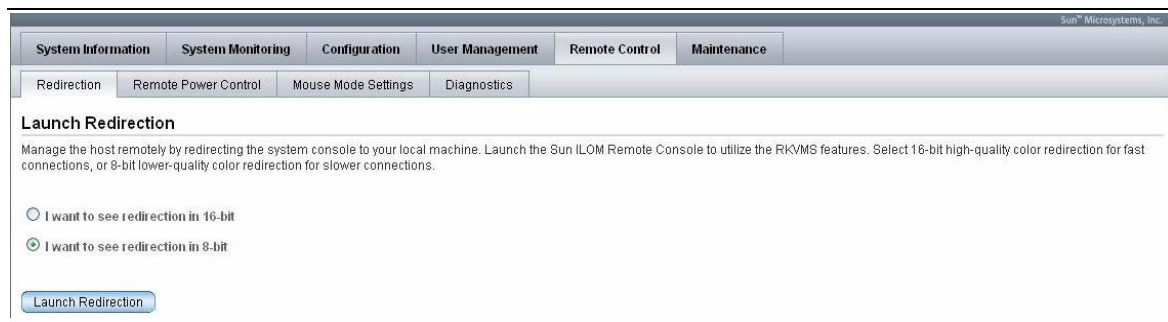 Sun™ Microsystems, Inc.
System Information System Monitoring Configuration User Management Remote Control Maintenance
Redirection Remote Power Control Mouse Mode Settings Diagnostics
Launch Redirection
Manage the host remotely by redirecting the system console to your local machine. Launch the Sun ILOM Remote Console to utilize the RKVMS features. Select 16-bit high-quality color redirection for fast
connections, or 8-bit lower-quality color redirection for slower connections.
I want to see redirection in 16-bit
I want to see redirection in 8-bit
Launch Redirection